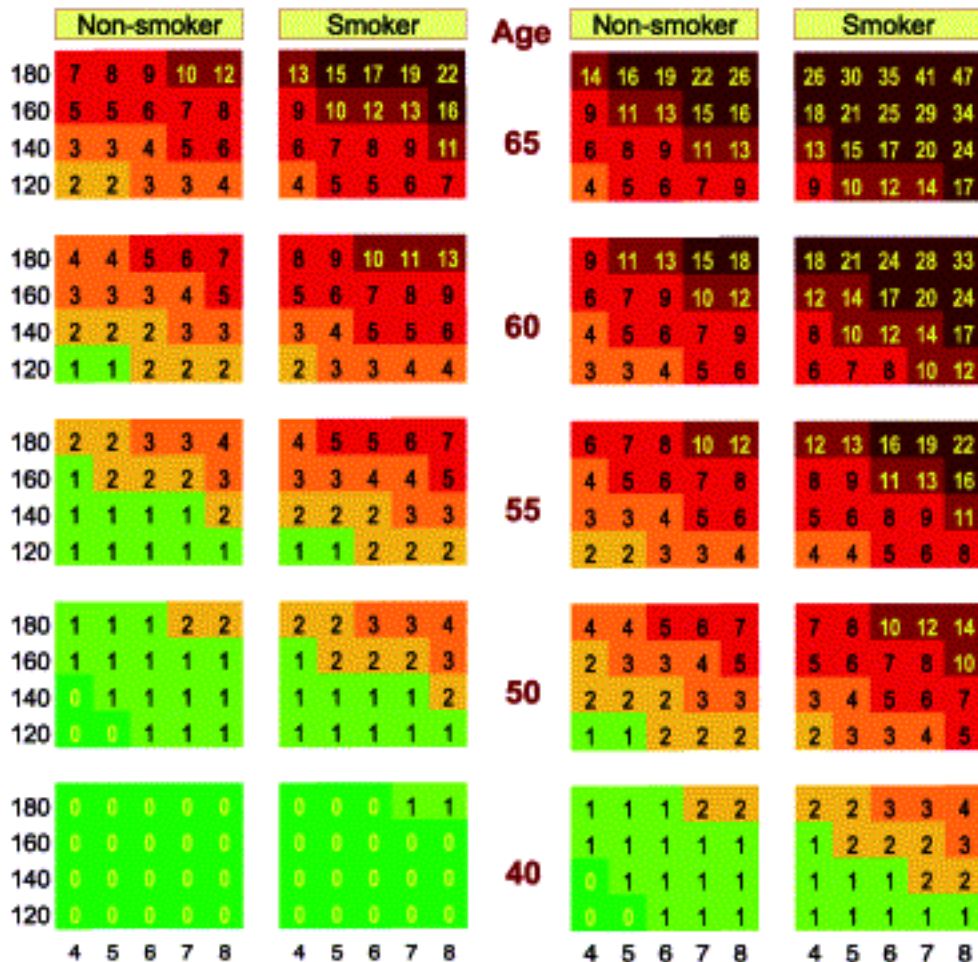 Non-smoker Smoker Age Non-smoker Smoker
180 7 8 9 10 12 13 15 17 19 22 14 16 19 22 26 26 30 35 41 47
160 5 5 6 7 8 9 10 12 13 16 9 11 13 15 16 18 21 25 29 34
65
140 3 3 4 5 6 6 7 8 9 11 6 8 9 11 13 13 15 17 20 24
120 2 2 3 3 4 4 5 5 6 7 4 5 6 7 9 9 10 12 14 17
180 4 4 5 6 7 8 9 10 11 13 9 11 13 15 18 18 21 24 28 33
160 3 3 3 4 5 5 6 7 8 9 6 7 9 10 12 12 14 17 20 24
60
140 2 2 2 3 3 3 4 5 5 6 4 5 6 7 9 8 10 12 14 17
120 1 1 2 2 2 2 3 3 4 4 3 3 4 5 6 6 7 8 10 12
180 2 2 3 3 4 4 5 5 6 7 6 7 8 10 12 12 13 16 19 22
160 1 2 2 2 3 3 3 4 4 5 4 5 6 7 8 8 9 11 13 16
55
140 1 1 1 1 2 2 2 2 3 3 3 3 4 5 6 5 6 8 9 11
120 1 1 1 1 1 1 1 2 2 2 2 2 3 3 4 4 4 5 6 8
180 1 1 1 2 2 2 2 3 3 4 4 4 5 6 7 7 8 10 12 14
160 1 1 1 1 1 1 2 2 2 3 2 3 3 4 5 5 6 7 8 10
50
140 0 1 1 1 1 1 1 1 1 2 2 2 2 3 3 3 4 5 6 7
120 0 0 1 1 1 1 1 1 1 1 1 1 2 2 2 2 3 3 4 5
180 0 0 0 0 0 0 0 0 1 1 1 1 1 2 2 2 2 3 3 4
160 0 0 0 0 0 0 0 0 0 0 1 1 1 1 1 1 2 2 2 3
40
140 0 0 0 0 0 0 0 0 0 0 0 1 1 1 1 1 1 1 2 2
120 0 0 0 0 0 0 0 0 0 0 0 0 1 1 1 1 1 1 1 1
4 5 6 7 8 4 5 6 7 8 4 5 6 7 8 4 5 6 7 8